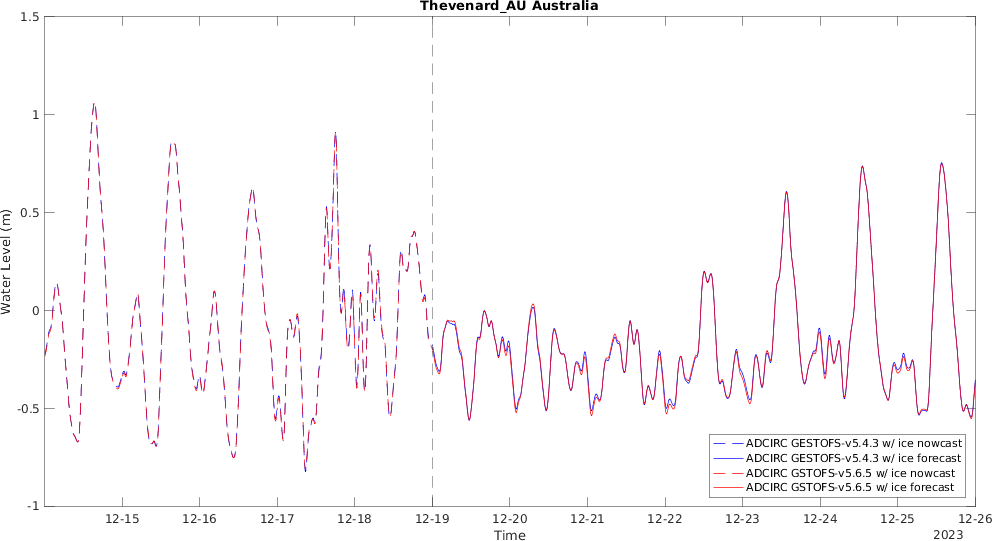 Thevenard_AU Australia
1.5
1
0.5
0
-0.5
-1
Water Level (m)
12-15 12-16 12-17 12-18 12-19 12-20 12-21 12-22 12-23 12-24 12-25 12-26
Time
2023
ADCIRC GESTOFS-v5.4.3 w/ ice nowcast
ADCIRC GESTOFS-v5.4.3 w/ ice forecast
ADCIRC GSTOFS-v5.6.5 w/ ice nowcast
ADCIRC GSTOFS-v5.6.5 w/ ice forecast